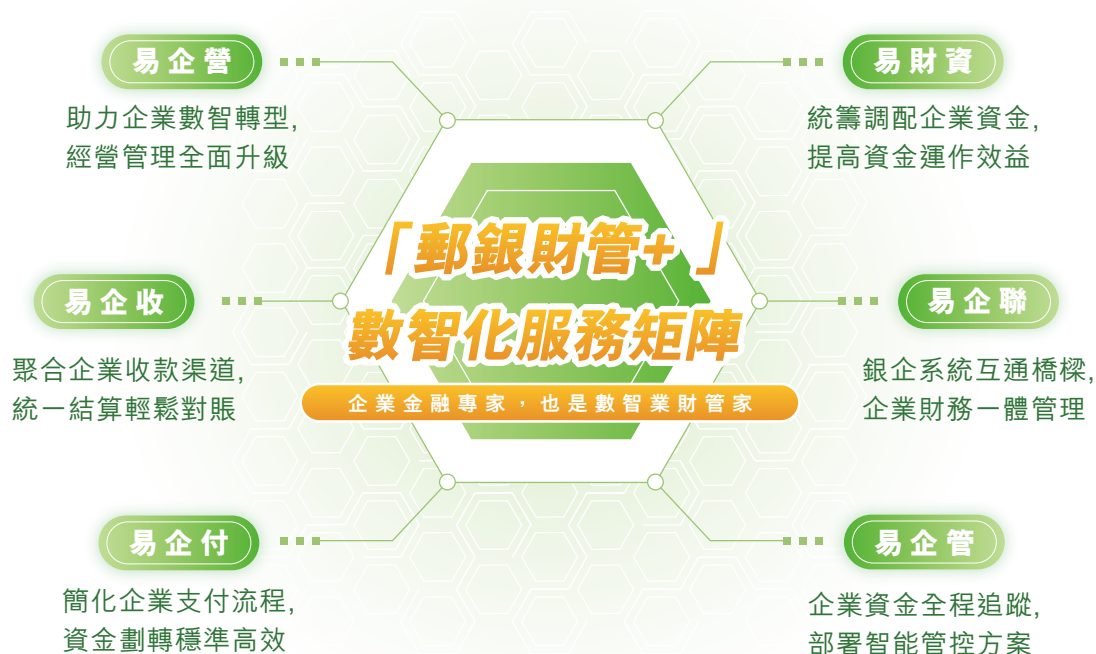 易企營
助力企業數智轉型,
經營管理全面升級
易財資
統籌調配企業資金,
提高資金運作效益
「郵銀財管+」
數智化服務矩陣
企業金融專家，也是數智業財管家
易企收
聚合企業收款渠道,
統一結算輕鬆對賬
易企聯
銀企系統互通橋樑,
企業財務一體管理
易企付
簡化企業支付流程,
資金劃轉穩準高效
易企管
企業資金全程追蹤,
部署智能管控方案